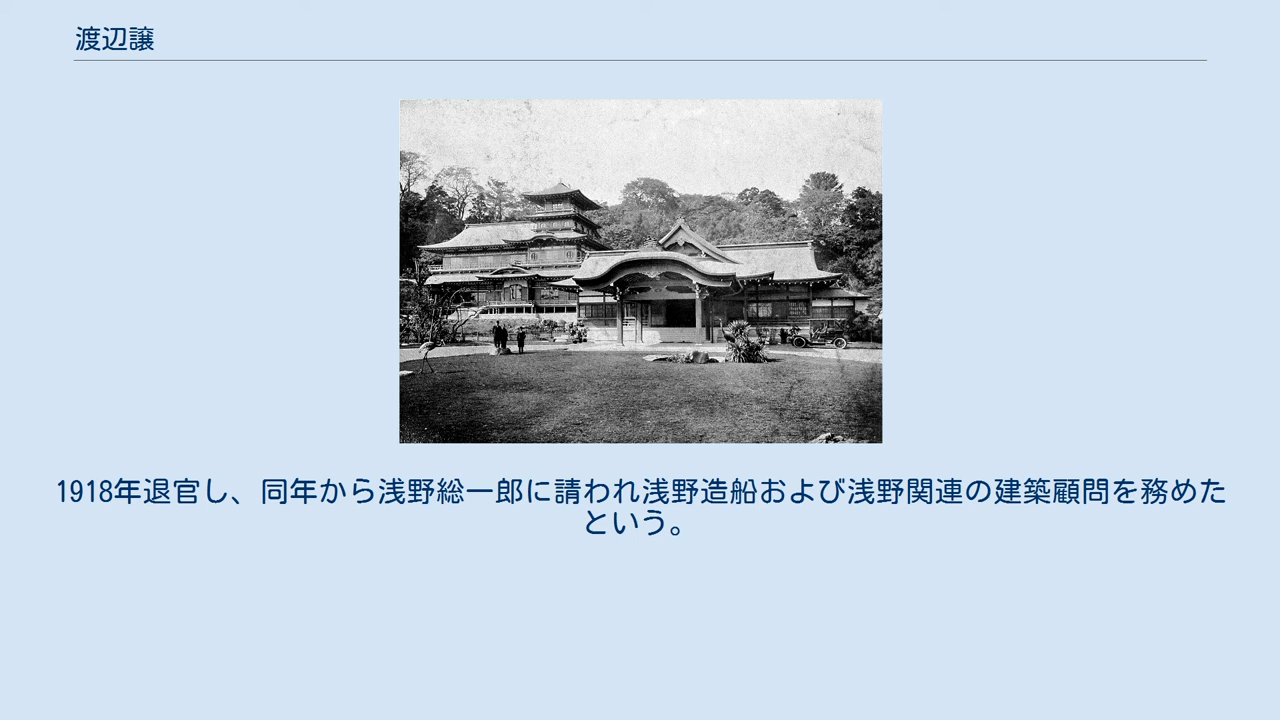 渡辺譲
1918年退官し、同年から浅野総一郎に請われ浅野造船および浅野関連の建築顧問を務めた
という。